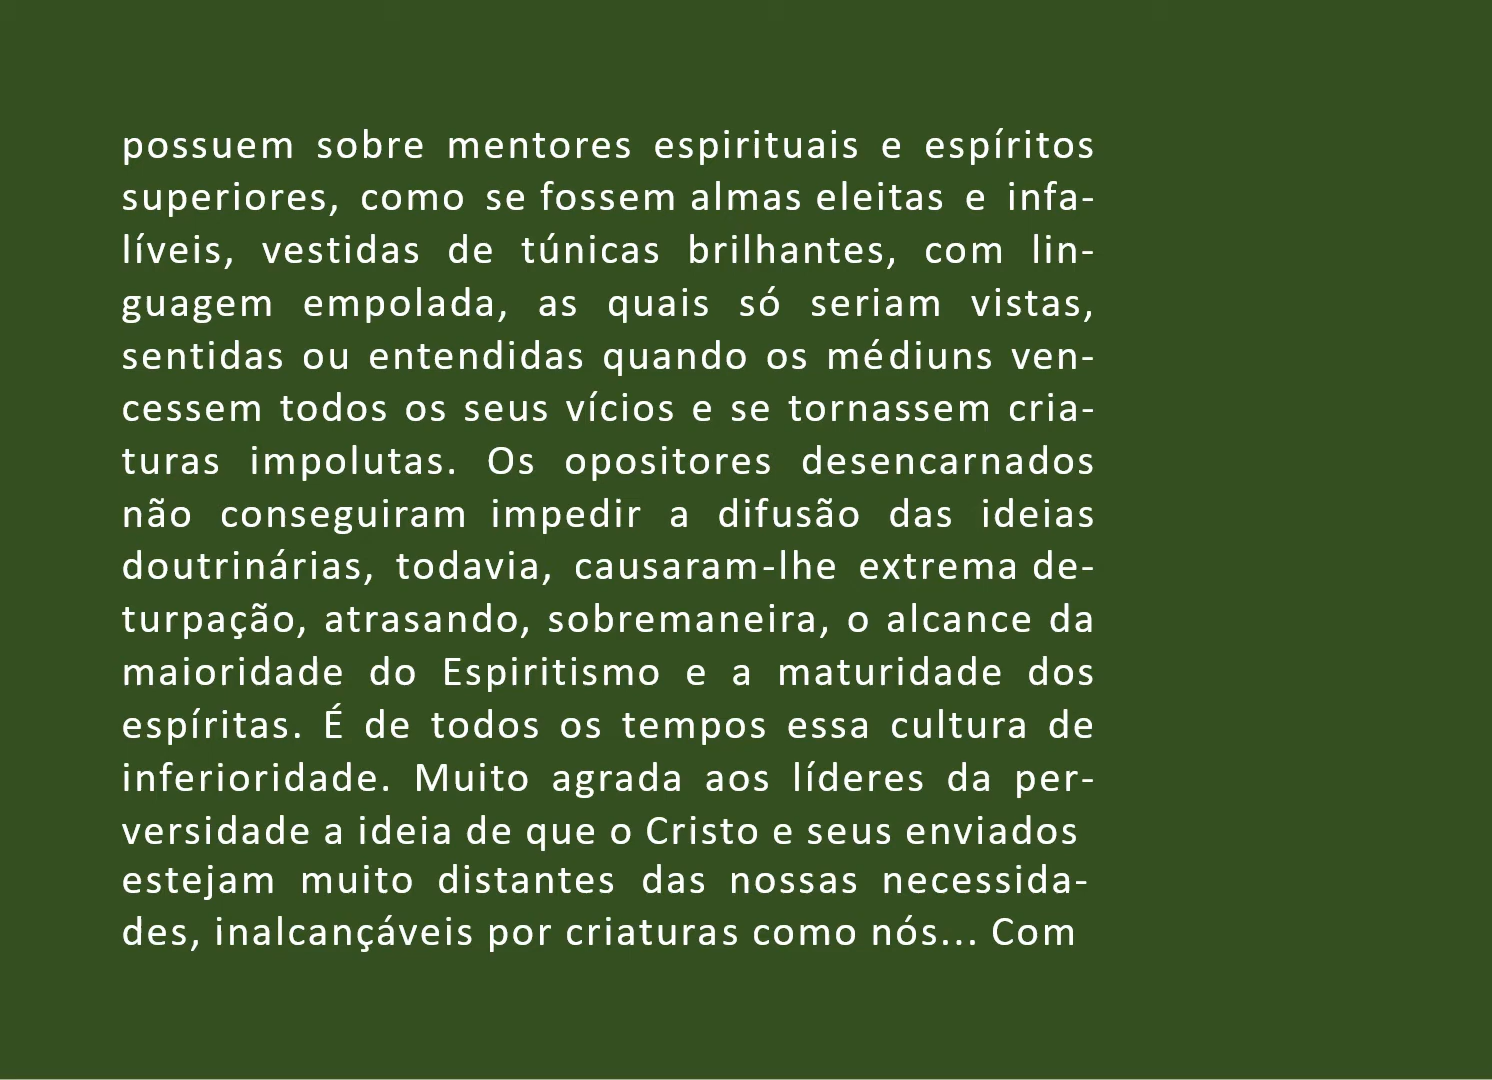 possuem sobre mentores espirituais e espíritos
superiores, como se fossem almas eleitas e infa-
líveis, vestidas de túnicas brilhantes, com lin-
guagem empolada, as quais só seriam vistas,
sentidas ou entendidas quando os médiuns ven-
cessem todos os seus vícios e se tornassem cria-
turas impolutas. Os opositores desencarnados
não conseguiram impedir a difusão das ideias
doutrinárias, todavia, causaram-lhe extrema de-
turpação, atrasando, sobremaneira, o alcance da
maioridade do Espiritismo e a maturidade dos
espíritas. É de todos os tempos essa cultura de
inferioridade. Muito agrada aos líderes da per-
versidade a ideia de que o Cristo e seus enviados
estejam muito distantes das nossas necessida-
des, inalcançáveis por criaturas como nós... Com